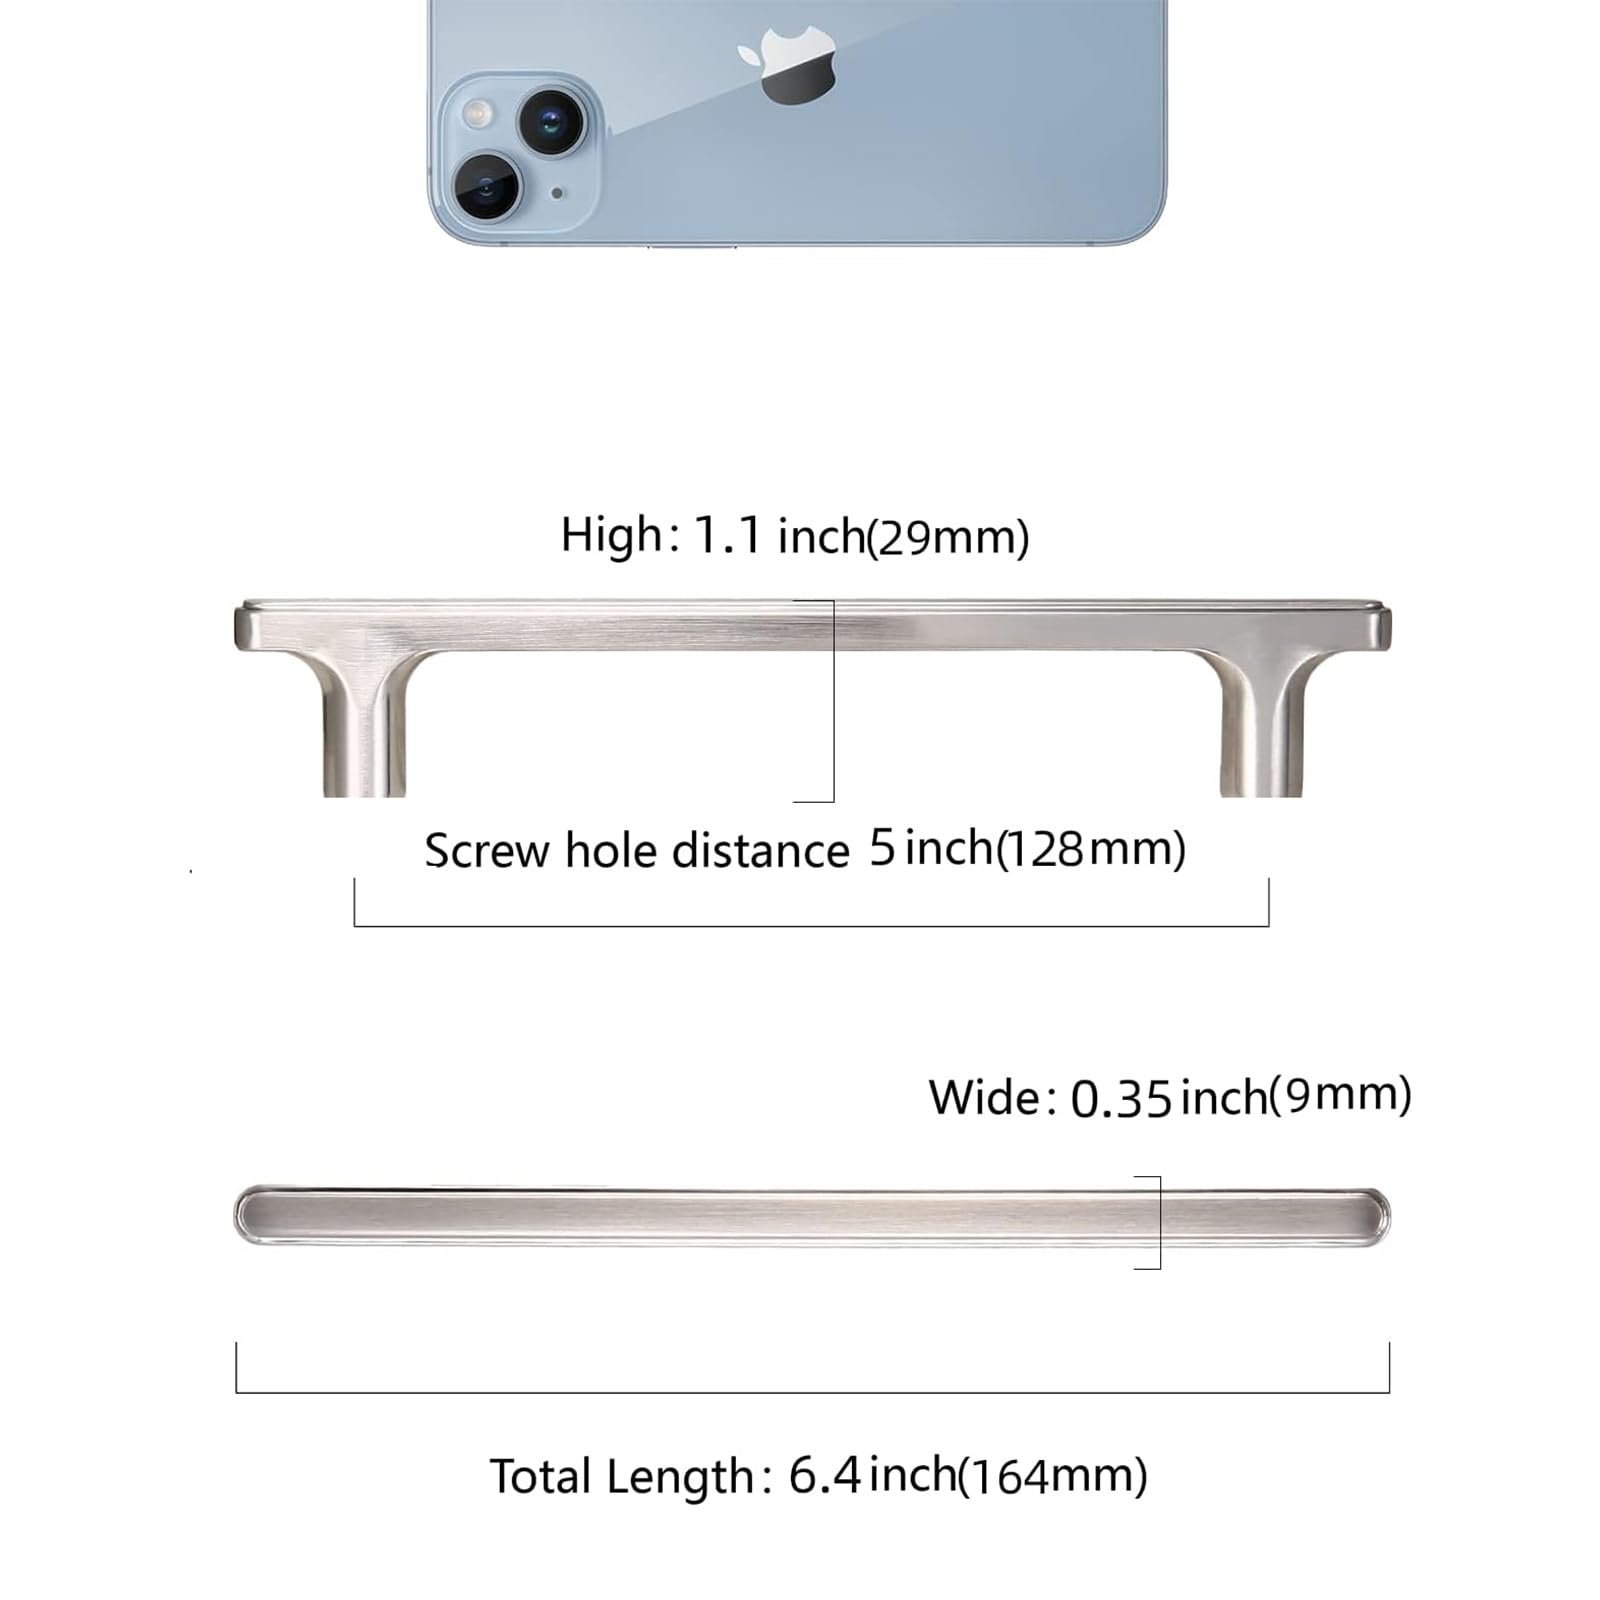 High: 1.1 inch(29mm)
Screw hole distance 5 inch(128mm)
Wide: 0.35 inch(9mm)
Total Length: 6.4 inch(164mm)